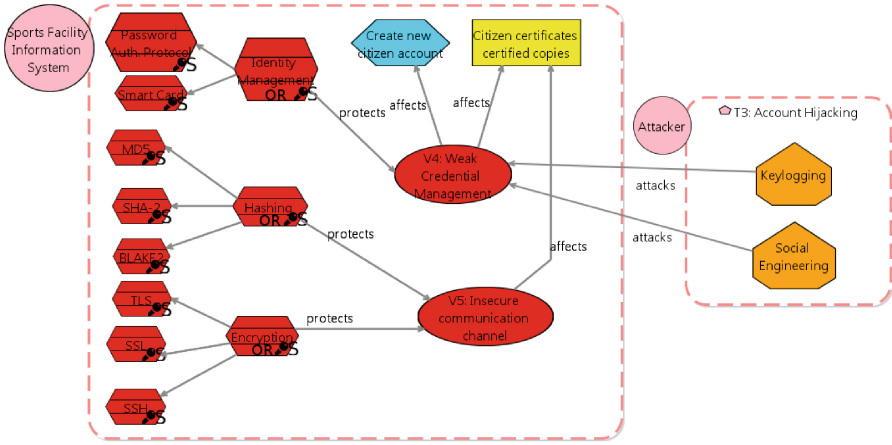 Sports Facility
Information
System
Password
Auth. Protocol
S
Smart Card
S
Identity
Management
OR S
Create new
citizen account
Citizen certificates
certified copies
protects
affects
affects
MD5
S
SHA-2
S
BLAKE2
S
Hashing
OR S
V4: Weak
Credential
Management
protects
affects
TLS
S
SSL
S
SSH
S
Encryption
OR S
protects
V5: Insecure
communication
channel
Attacker
T3: Account Hijacking
Keylogging
attacks
Social
Engineering
attacks